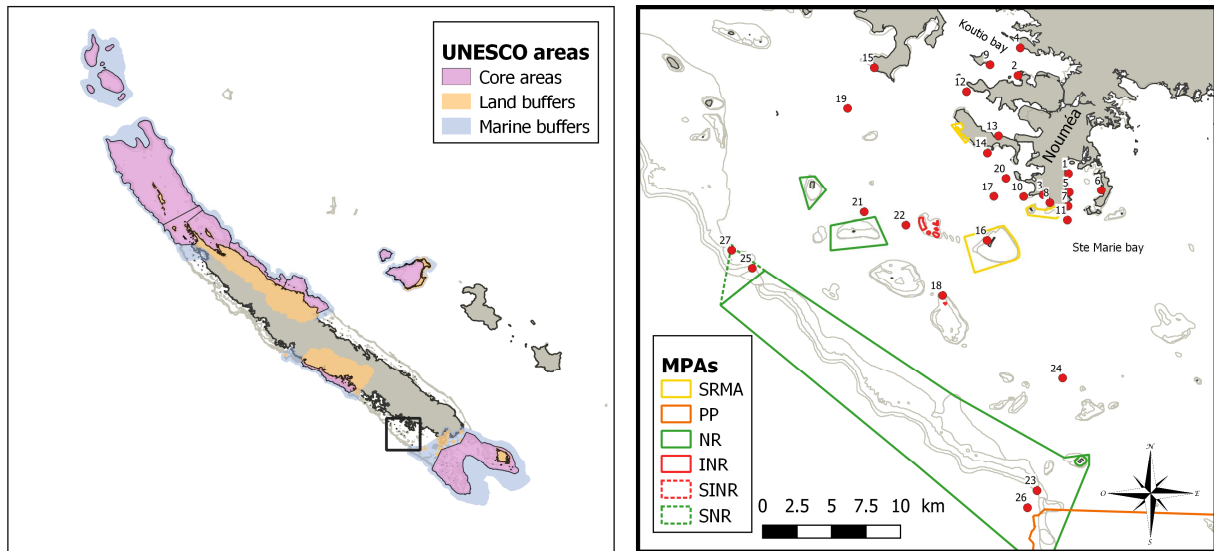 UNESCO areas
Core areas
Land buffers
Marine buffers
Koutio bay
4
9
2
15
12
19
13
14
Nouméa
1
20
5
6
17
10
3
8
7
21
11
22
16
Ste Marie bay
27
25
18
24
23
26
MPAs
SRMA
PP
NR
INR
SINR
SNR
0 2.5 5 7.5 10 km
N
O
E
S